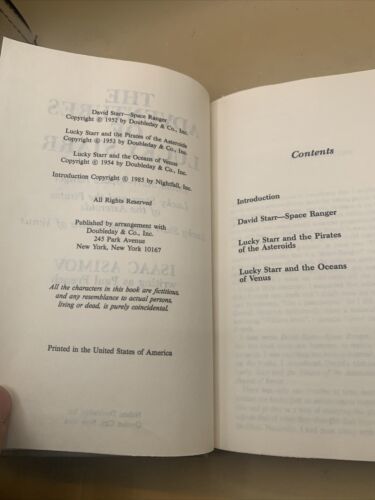 David Starr—Space Ranger
Copyright © 1952 by Doubleday & Co., Inc.
Lucky Starr and the Pirates of the Asteroids
Copyright © 1953 by Doubleday & Co., Inc.
Lucky Starr and the Oceans of Venus
Copyright © 1954 by Doubleday & Co., Inc.
Introduction Copyright © 1985 by Nightfall, Inc.
All Rights Reserved
Published by arrangement with
Doubleday & Co., Inc.
245 Park Avenue
New York, New York 10167
All the characters in this book are fictitious,
and any resemblance to actual persons,
living or dead, is purely coincidental.
Printed in the United States of America
Contents
Introduction
David Starr—Space Ranger
Lucky Starr and the Pirates
of the Asteroids
Lucky Starr and the Oceans
of Venus